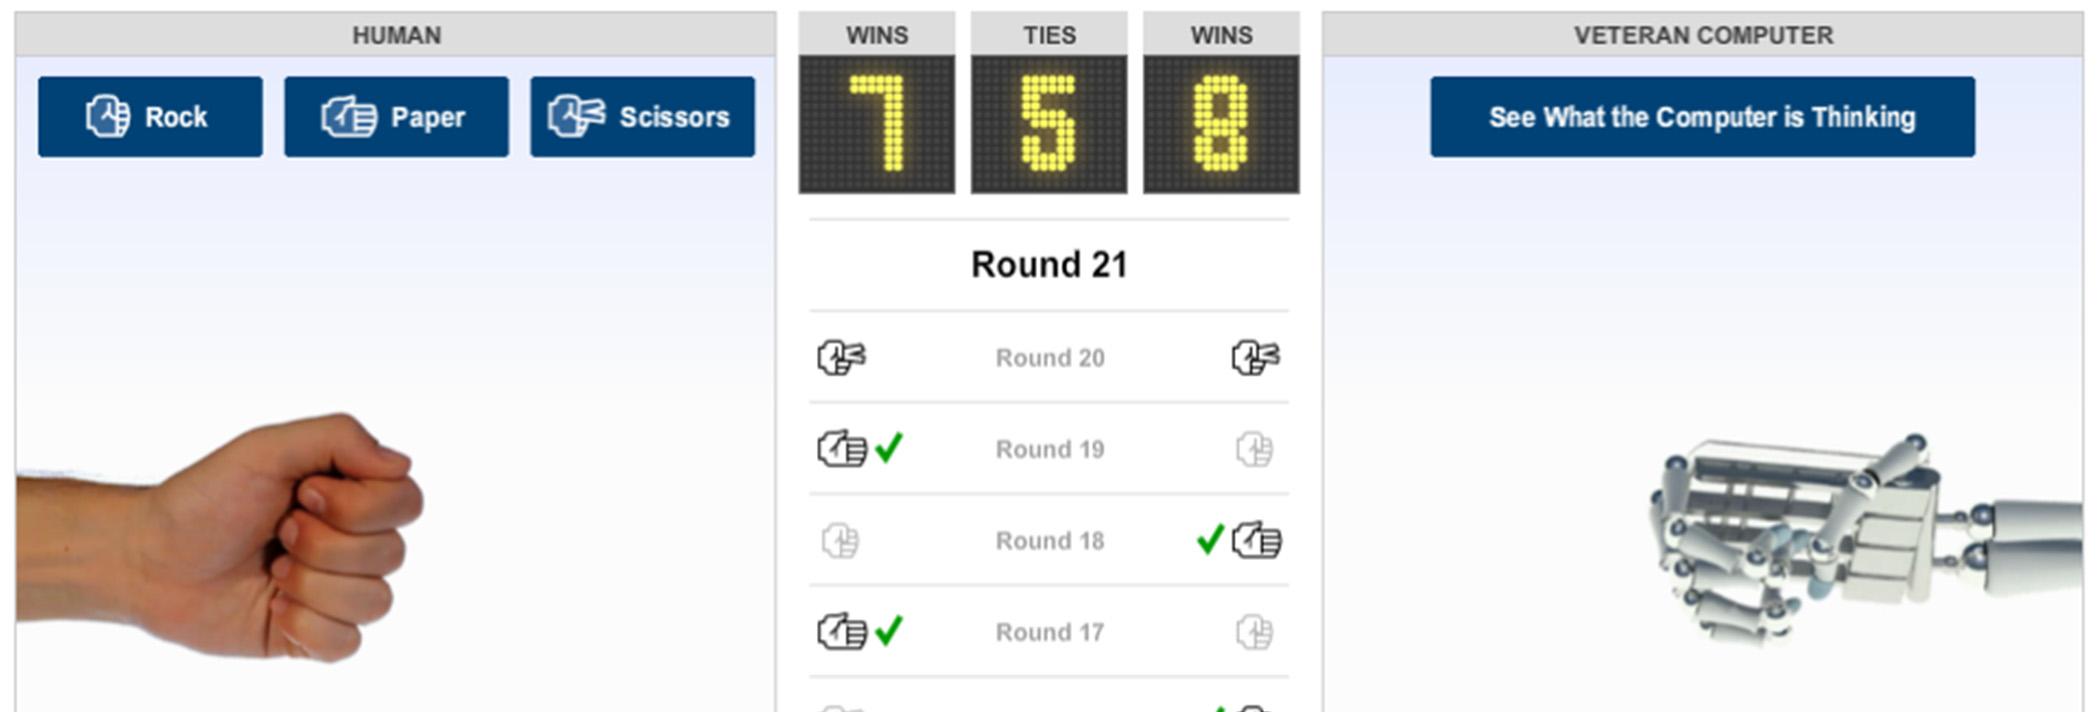 HUMAN
WINS
TIES
WINS
VETERAN COMPUTER
Rock
Paper
Scissors
7
5
8
See What the Computer is Thinking
Round 21
Round 20
Round 19
Round 18
Round 17